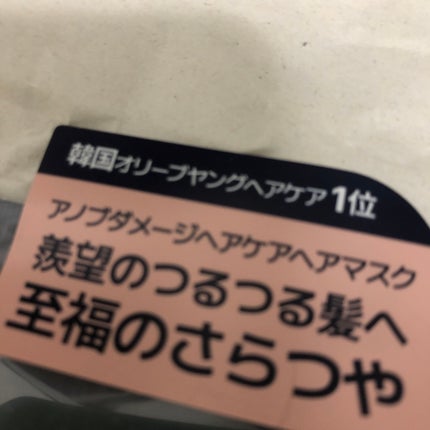 韓国オリーブヤングヘアケア1位
アノブダメージヘアケアヘアマスク
羨望のつるつる髪へ
至福のさらつや